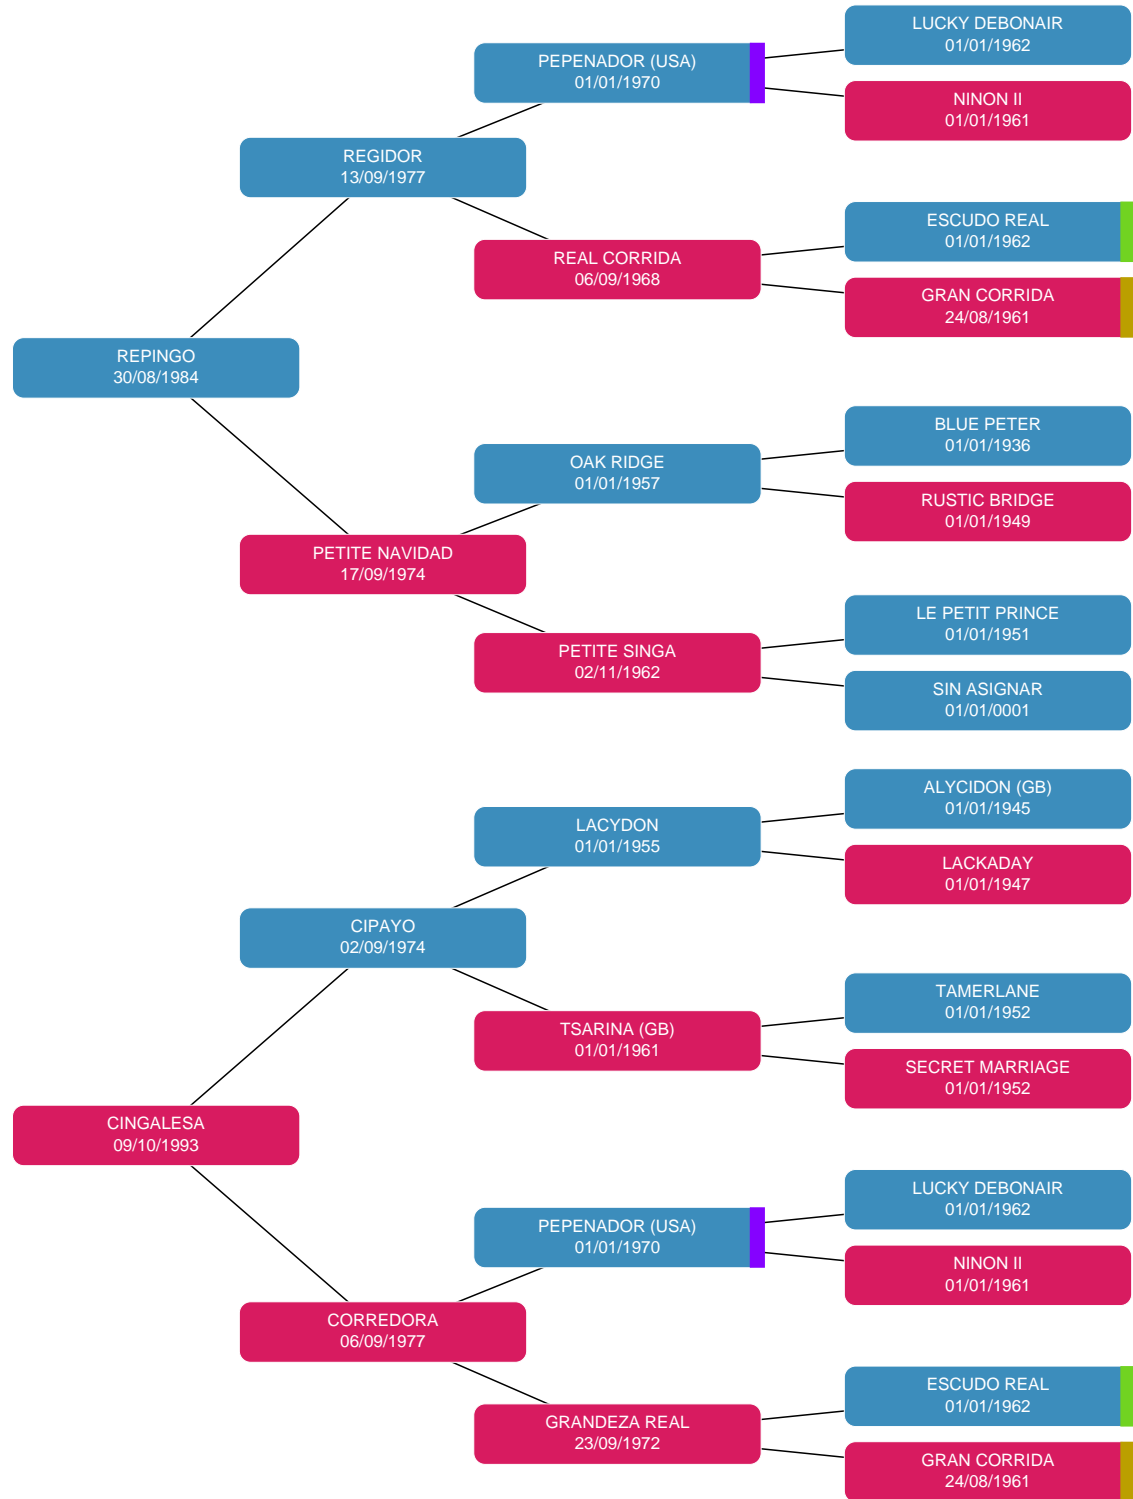 LUCKY DEBONAIR
01/01/1962
PEPENADOR (USA)
01/01/1970
NINON II
01/01/1961
REGIDOR
13/09/1977
ESCUDO REAL
01/01/1962
REAL CORRIDA
06/09/1968
GRAN CORRIDA
24/08/1961
REPINGO
30/08/1984
BLUE PETER
01/01/1936
OAK RIDGE
01/01/1957
RUSTIC BRIDGE
01/01/1949
PETITE NAVIDAD
17/09/1974
LE PETIT PRINCE
01/01/1951
PETITE SINGA
02/11/1962
SIN ASIGNAR
01/01/0001
ALYCIDON (GB)
01/01/1945
LACYDON
01/01/1955
LACKADAY
01/01/1947
CIPAYO
02/09/1974
TAMERLANE
01/01/1952
TSARINA (GB)
01/01/1961
SECRET MARRIAGE
01/01/1952
CINGALESA
09/10/1993
LUCKY DEBONAIR
01/01/1962
PEPENADOR (USA)
01/01/1970
NINON II
01/01/1961
CORREDORA
06/09/1977
ESCUDO REAL
01/01/1962
GRANDEZA REAL
23/09/1972
GRAN CORRIDA
24/08/1961